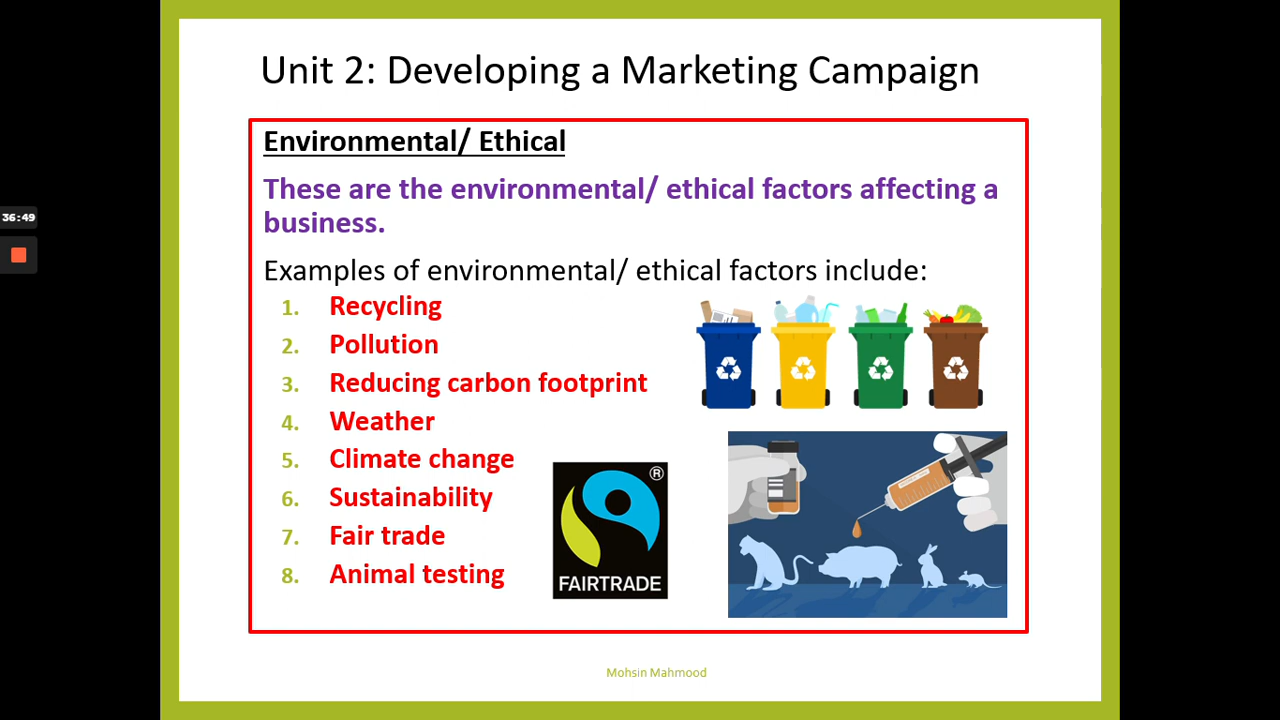 Unit 2: Developing a Marketing Campaign
Environmental/ Ethical
These are the environmental/ ethical factors affecting a
business.
36:49
Examples of environmental/ ethical factors include:
1. Recycling
2. Pollution
3. Reducing carbon footprint
4. Weather
5. Climate change
6. Sustainability
7. Fair trade
8. Animal testing
®
FAIRTRADE
Mohsin Mahmood